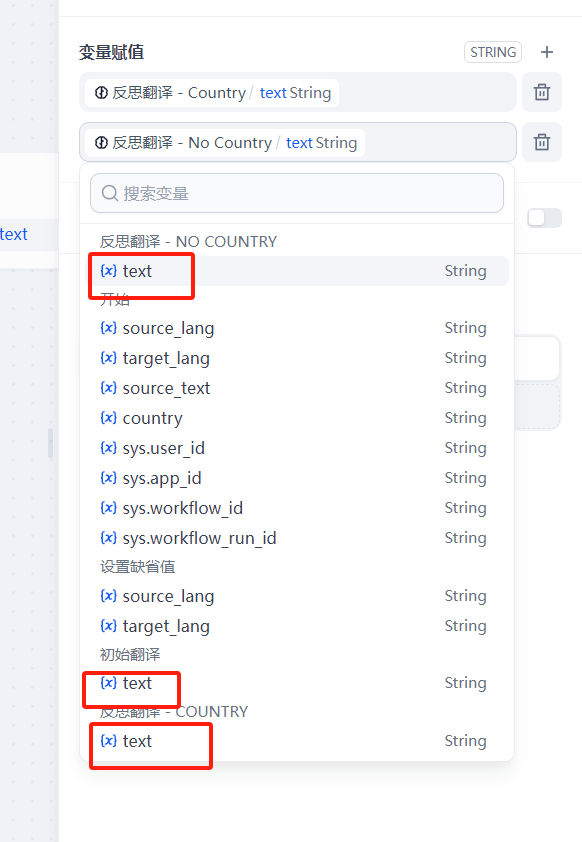 变量赋值 STRING
反思翻译 - Country / text String
反思翻译 - No Country / text String
搜索变量
反思翻译 - NO COUNTRY
{x} text String
text
开始
{x} source_lang String
{x} target_lang String
{x} source_text String
{x} country String
{x} sys.user_id String
{x} sys.app_id String
{x} sys.workflow_id String
{x} sys.workflow_run_id String
设置缺省值
{x} source_lang String
{x} target_lang String
初始翻译
{x} text String
反思翻译 - COUNTRY
{x} text String